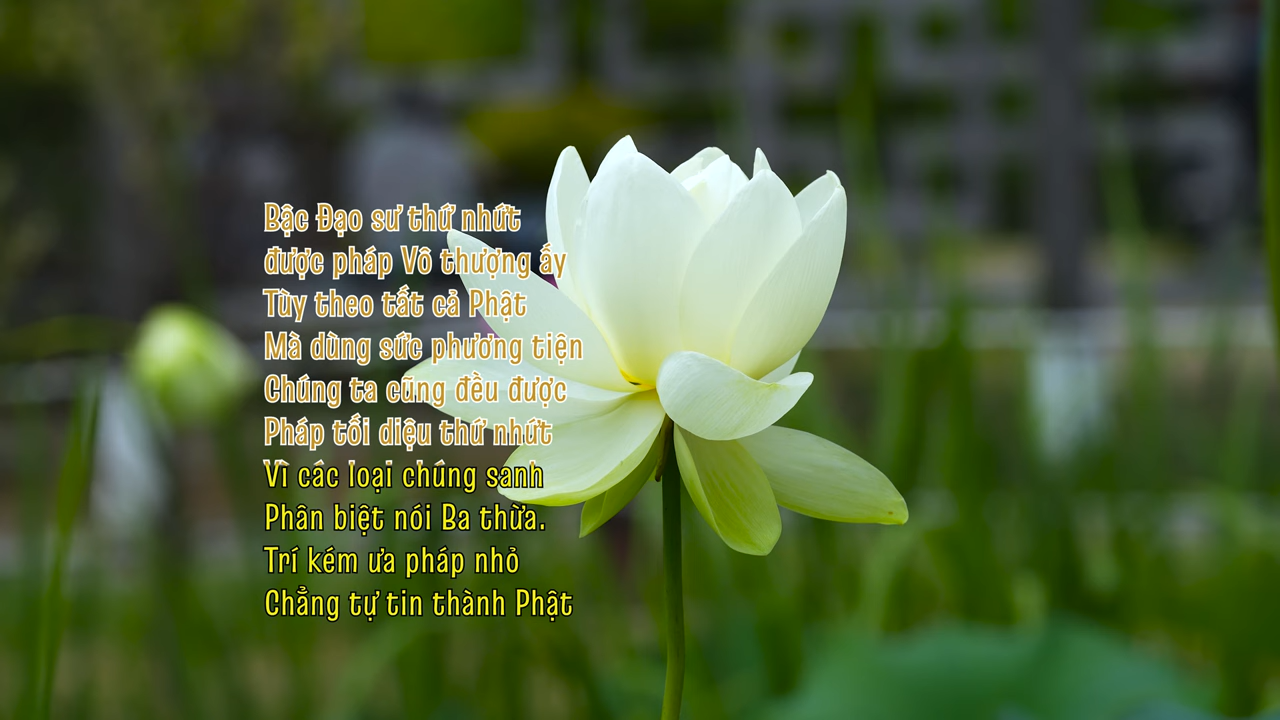 Bậc Đạo sư thứ nhứt
được pháp Vô thượng ấy
Tùy theo tất cả Phật
Mà dùng sức phương tiện
Chúng ta cũng đều được
Pháp tối diệu thứ nhứt
Vì các loại chúng sanh
Phân biệt nói Ba thừa.
Trí kém ưa pháp nhỏ
Chẳng tự tin thành Phật